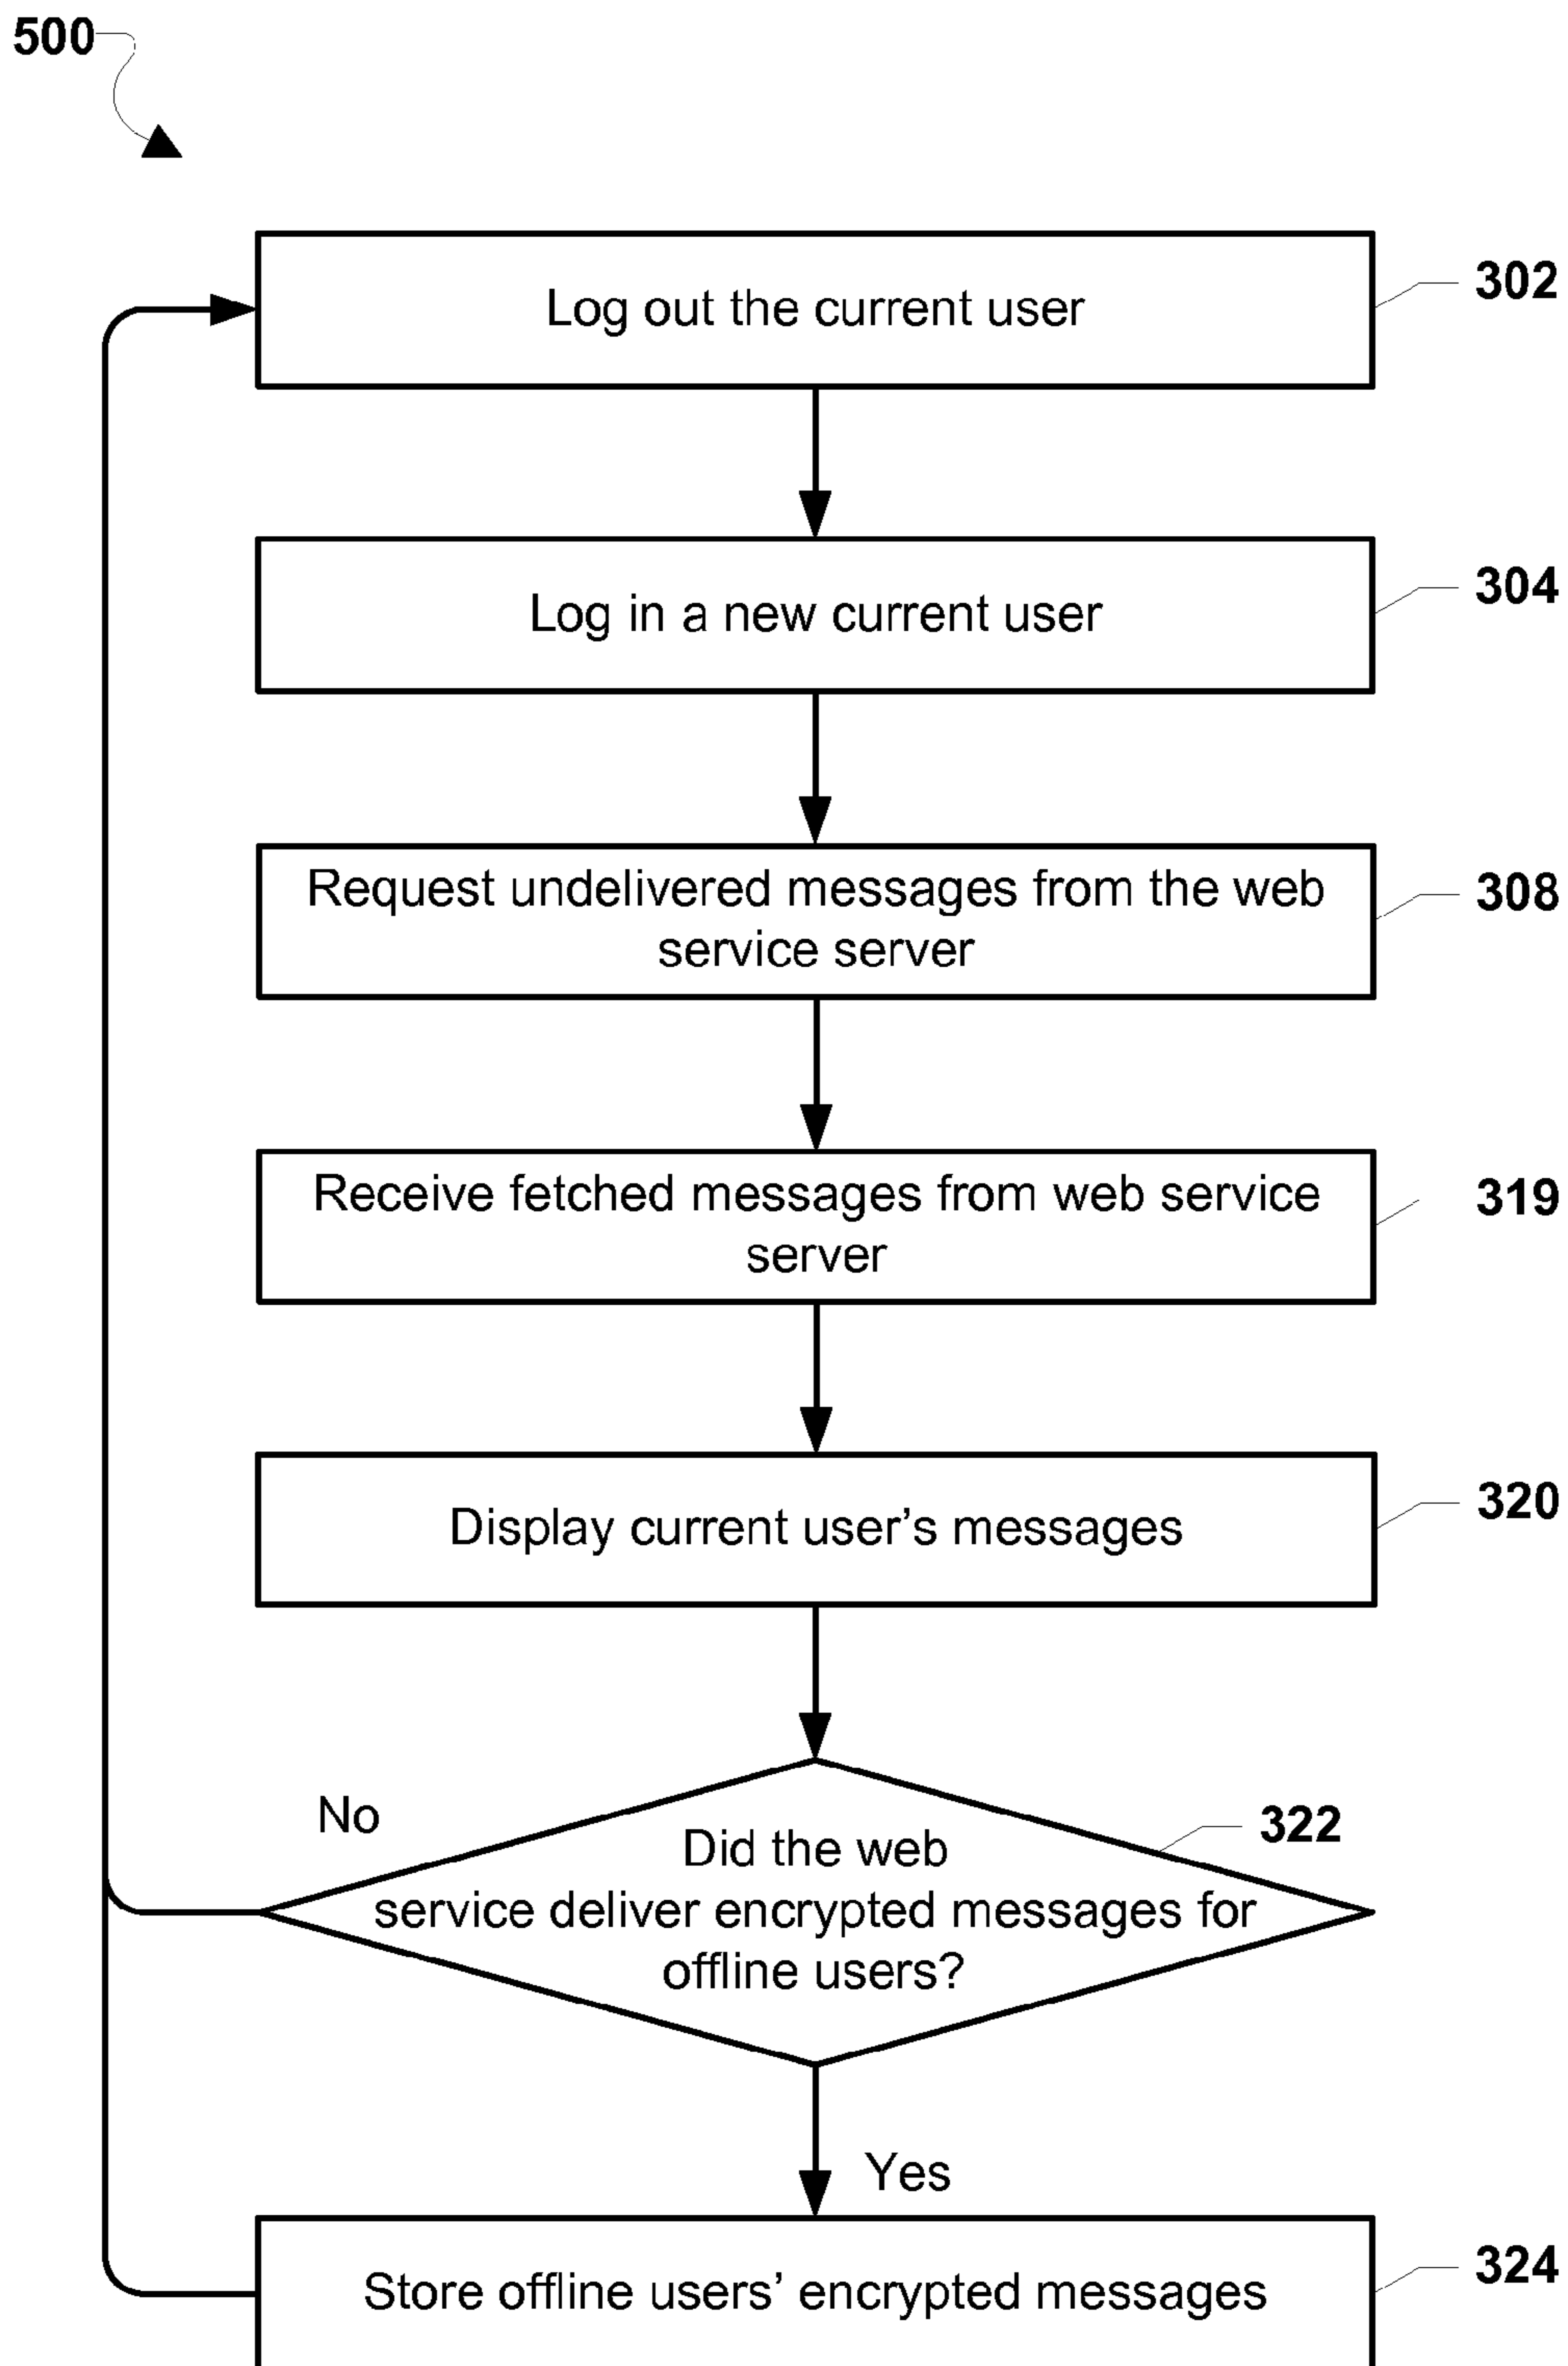 500
Log out the current user
302
Log in a new current user
304
Request undelivered messages from the web
service server
308
Receive fetched messages from web service
server
319
Display current user's messages
320
No
Did the web
service deliver encrypted messages for
offline users?
322
Yes
Store offline users' encrypted messages
324